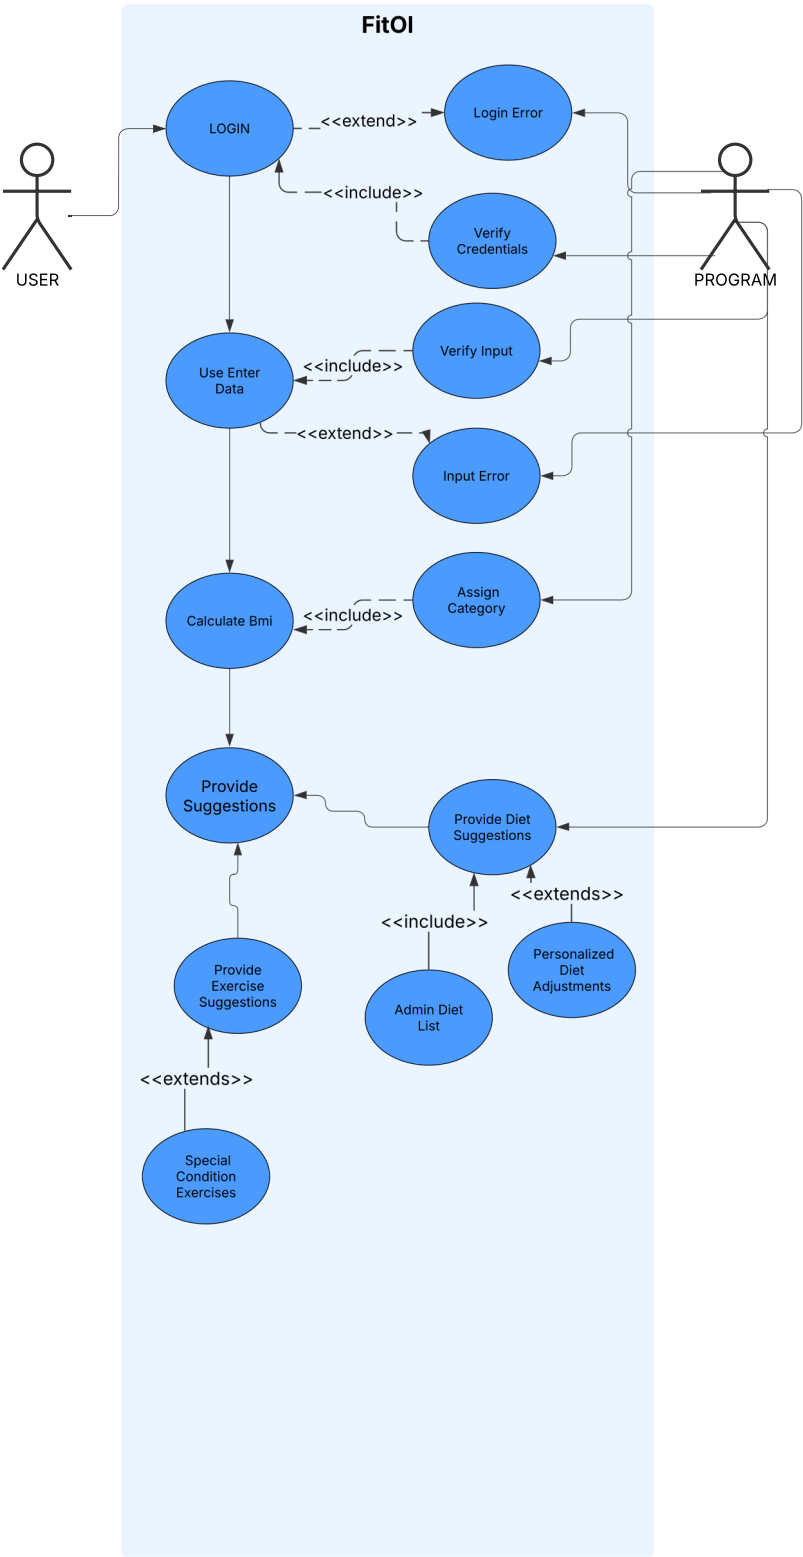 FitOl
LOGIN
<<extend>>
Login Error
<<include>>
Verify
Credentials
USER
PROGRAM
Verify Input
<<include>>
Use Enter
Data
<<extend>>
Input Error
Assign
Category
<<include>>
Calculate Bmi
Provide
Suggestions
Provide Diet
Suggestions
<<extends>>
<<include>>
Personalized
Diet
Adjustments
Provide
Exercise
Suggestions
Admin Diet
List
<<extends>>
Special
Condition
Exercises